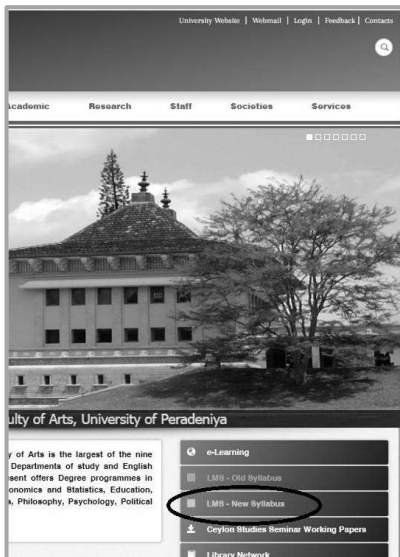 University Website | Webmail | Login | Feedback | Contacts
Academic Research Staff Societies Services
ulty of Arts, University of Peradeniya
y of Arts is the largest of the nine
Departments of study and English
sent offers Degree programmes in
onomics and Statistics, Education,
s, Philosophy, Psychology, Political
e-Learning
LMS - Old Syllabus
LMS - New Syllabus
Ceylon Studies Seminar Working Papers
Library Network